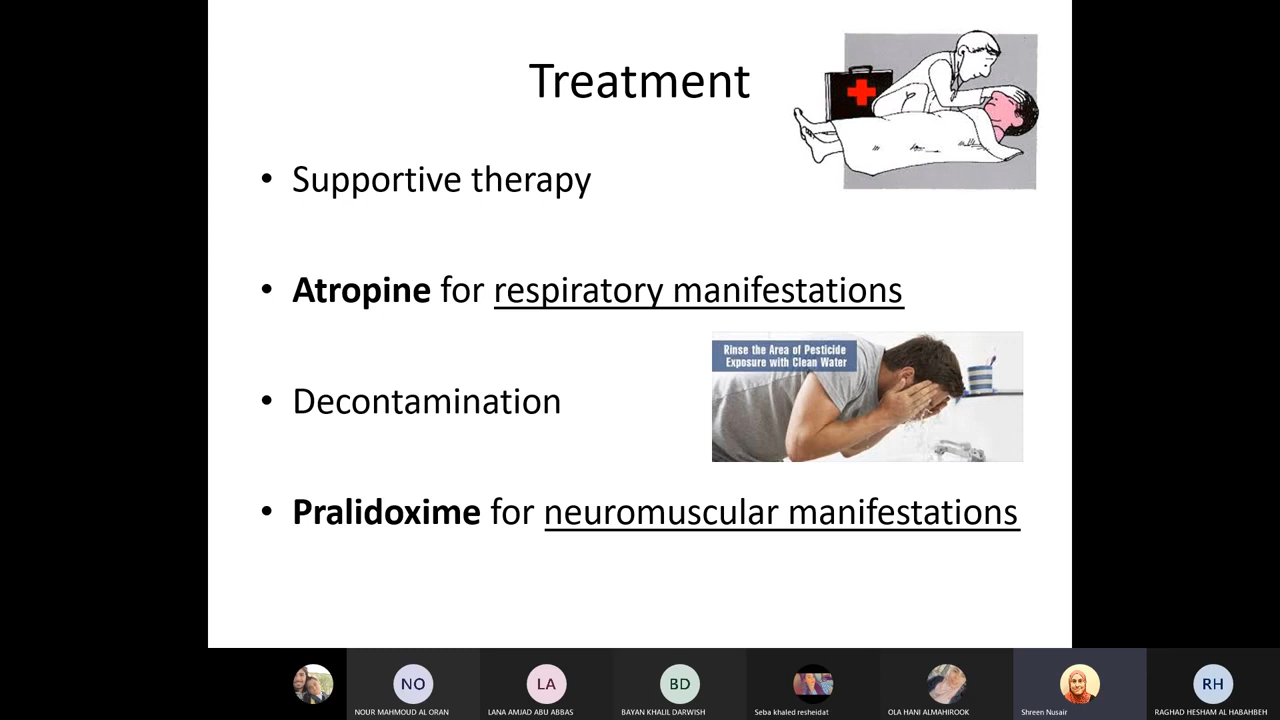 Treatment
• Supportive therapy
• Atropine for respiratory manifestations
Rinse the Area of Pesticide
Exposure with Clean Water
• Decontamination
• Pralidoxime for neuromuscular manifestations
NO
LA
BD
RH
NOUR MAHMOUD AL ORAN
LANA AMJAD ABU ABBAS
BAYAN KHALIL DARWISH
Seba khaled resheidat
OLA HANI ALMAHIROOK
Shreen Nusair
RAGHAD HESHAM AL HABAHBEH